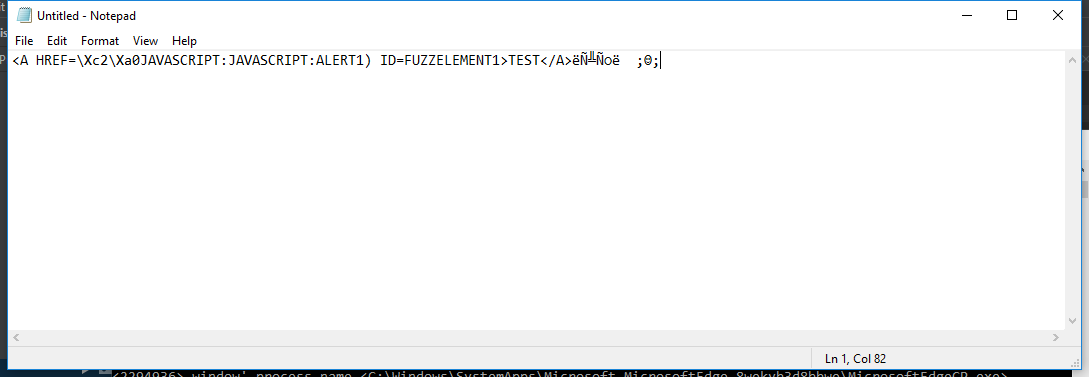 Untitled - Notepad
File Edit Format View Help
<A HREF=\Xc2\Xa0JAVASCRIPT:JAVASCRIPT:ALERT1) ID=FUZZELEMENT1>TEST</A>ëÑ╩Ñoë  ;☺;
Ln 1, Col 82
<2294936> window' process name <C:\Windows\SystemApps\Microsoft.MicrosoftEdge_8wekyb3d8bbwe\MicrosoftEdgeCP.exe>